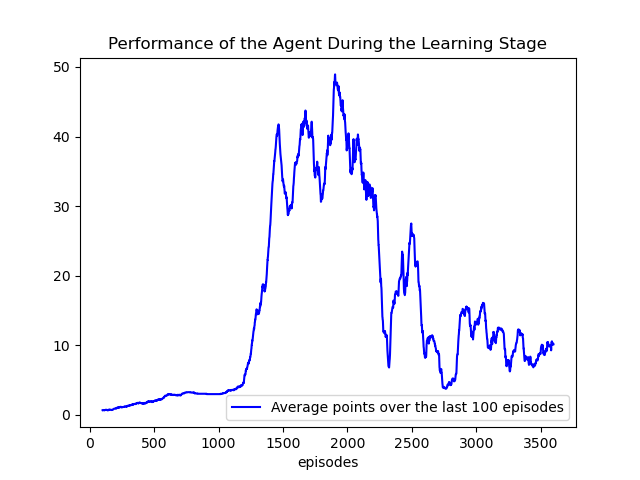 Performance of the Agent During the Learning Stage
50
40
30
20
10
0
Average points over the last 100 episodes
0 500 1000 1500 2000 2500 3000 3500
episodes